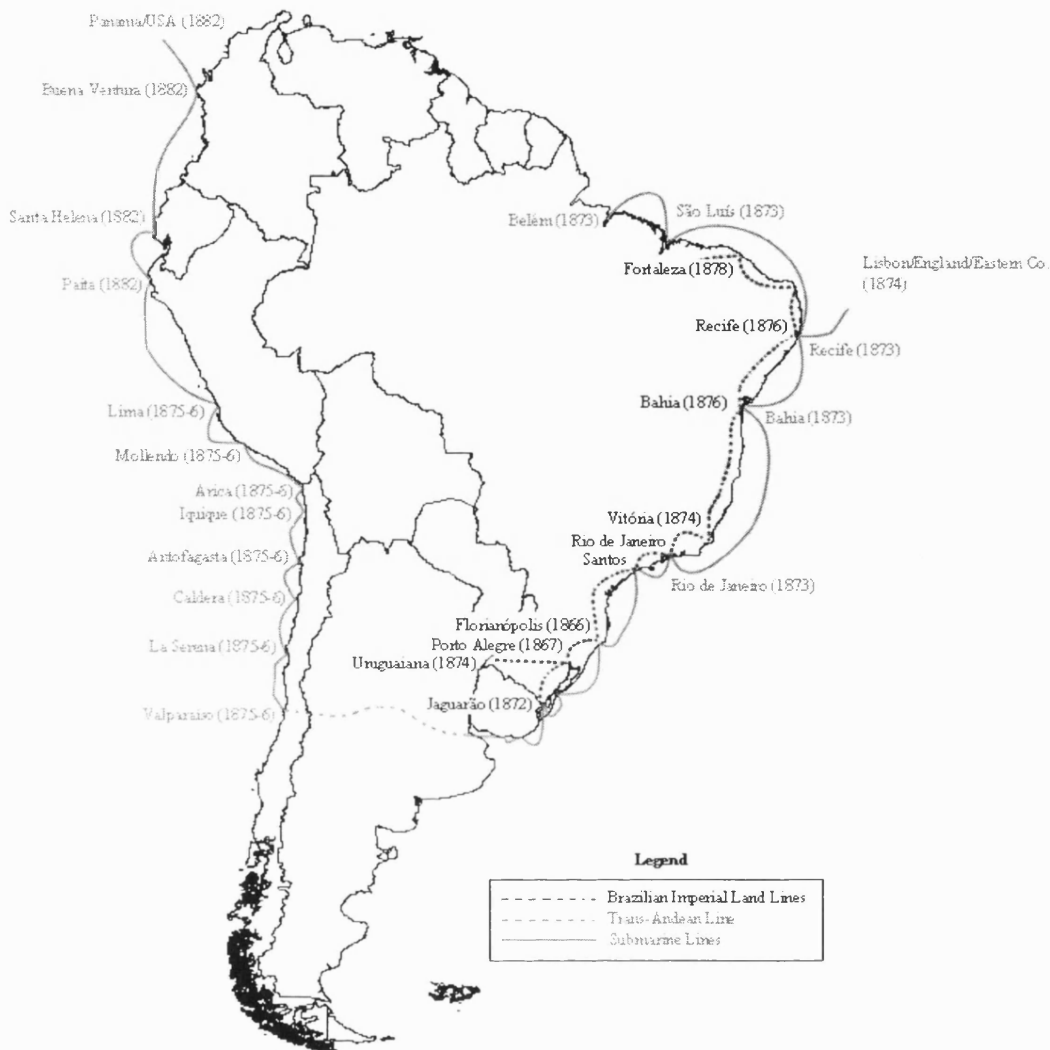 Panama/USA (1882)
Buena Ventura (1882)
Santa Helena (1882)
Paita (1882)
Lima (1875-6)
Mollendo (1875-6)
Arica (1875-6)
Iquique (1875-6)
Antofagasta (1875-6)
Caldera (1875-6)
La Serena (1875-6)
Valparaiso (1875-6)
Belém (1873)
São Luís (1873)
Fortaleza (1878)
Lisbon/England/Eastern Co.
(1874)
Recife (1876)
Recife (1873)
Bahia (1876)
Bahia (1873)
Vitória (1874)
Rio de Janeiro
Santos
Rio de Janeiro (1873)
Florianópolis (1866)
Porto Alegre (1867)
Uruguaiana (1874)
Jaguarão (1872)
Legend
Brazilian Imperial Land Lines
Trans-Andean Line
Submarine Lines